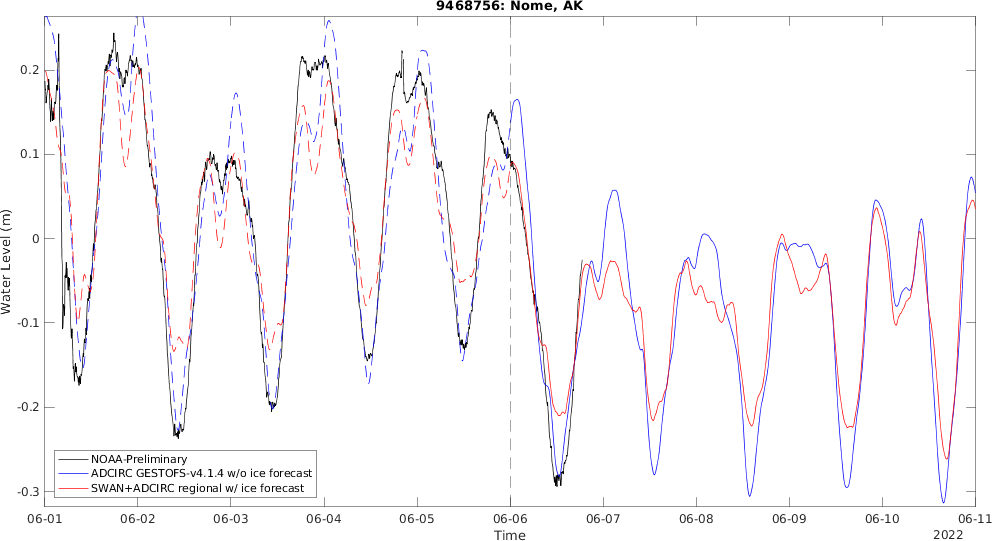 9468756: Nome, AK
Water Level (m)
0.2
0.1
0
-0.1
-0.2
-0.3
NOAA-Preliminary
ADCIRC GESTOFS-v4.1.4 w/o ice forecast
SWAN+ADCIRC regional w/ ice forecast
06-01 06-02 06-03 06-04 06-05 06-06 06-07 06-08 06-09 06-10 06-11
Time
2022